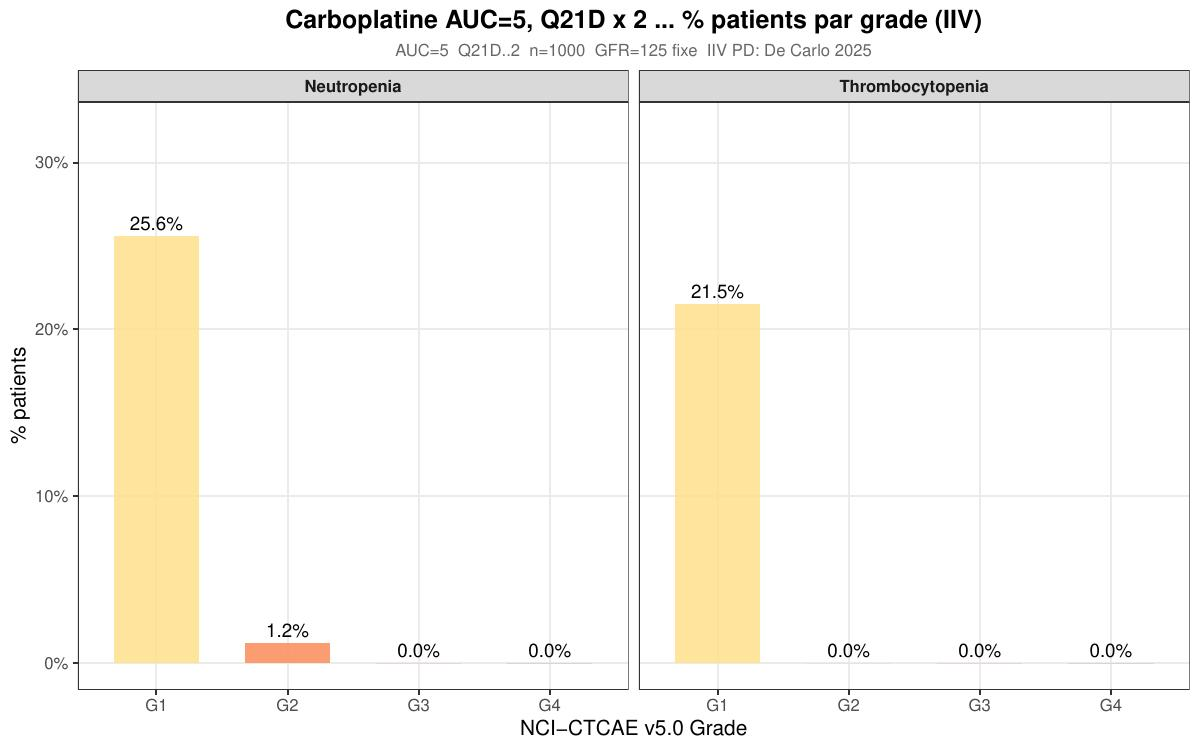 Carboplatine AUC=5, Q21D x 2 ... % patients par grade (IIV)
AUC=5 Q21D..2 n=1000 GFR=125 fixe IIV PD: De Carlo 2025
Neutropenia
Thrombocytopenia
% patients
30%
20%
10%
0%
25.6%
1.2%
0.0%
0.0%
21.5%
0.0%
0.0%
0.0%
G1 G2 G3 G4
G1 G2 G3 G4
NCI−CTCAE v5.0 Grade